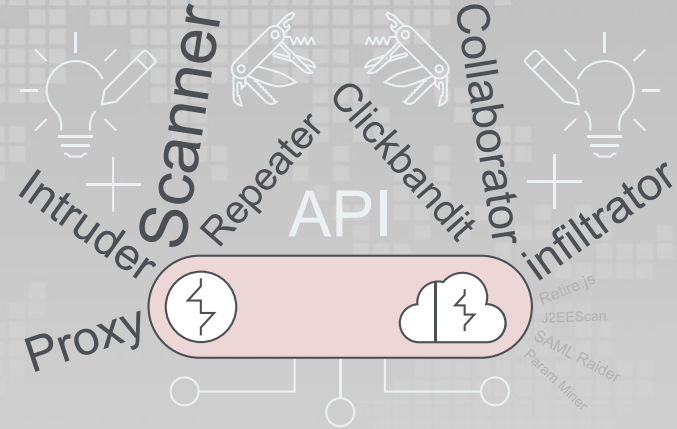 Scanner
Collaborator
Clickbandit
Repeater
Intruder
API
infiltrator
Proxy
Retire.js
J2EEScan
SAML Raider
Param Miner